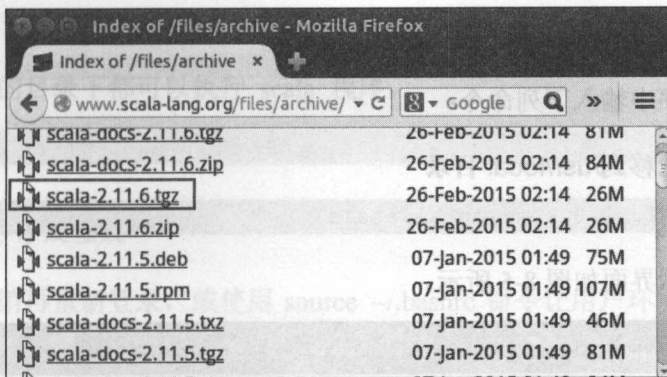 Index of /files/archive - Mozilla Firefox
Index of /files/archive × +
www.scala-lang.org/files/archive/ Google »
scala-docs-2.11.6.tgz 26-Feb-2015 02:14 81M
scala-docs-2.11.6.zip 26-Feb-2015 02:14 84M
scala-2.11.6.tgz 26-Feb-2015 02:14 26M
scala-2.11.6.zip 26-Feb-2015 02:14 26M
scala-2.11.5.deb 07-Jan-2015 01:49 75M
scala-2.11.5.rpm 07-Jan-2015 01:49 107M
scala-docs-2.11.5.txz 07-Jan-2015 01:49 46M
scala-docs-2.11.5.tgz 07-Jan-2015 01:49 81M